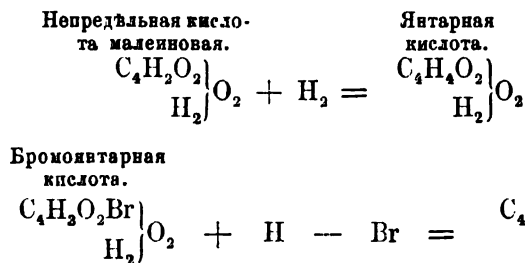 Непредѣльная кисло-
та малеиновая.
Янтарная
кислота.
C₄H₂O₂
H₂ } O₂ + H₂ =
C₄H₄O₂
H₂ } O₂
Бромоянтарная
кислота.
C₄H₃O₂Br
H₂ } O₂ + H — Br = C₄